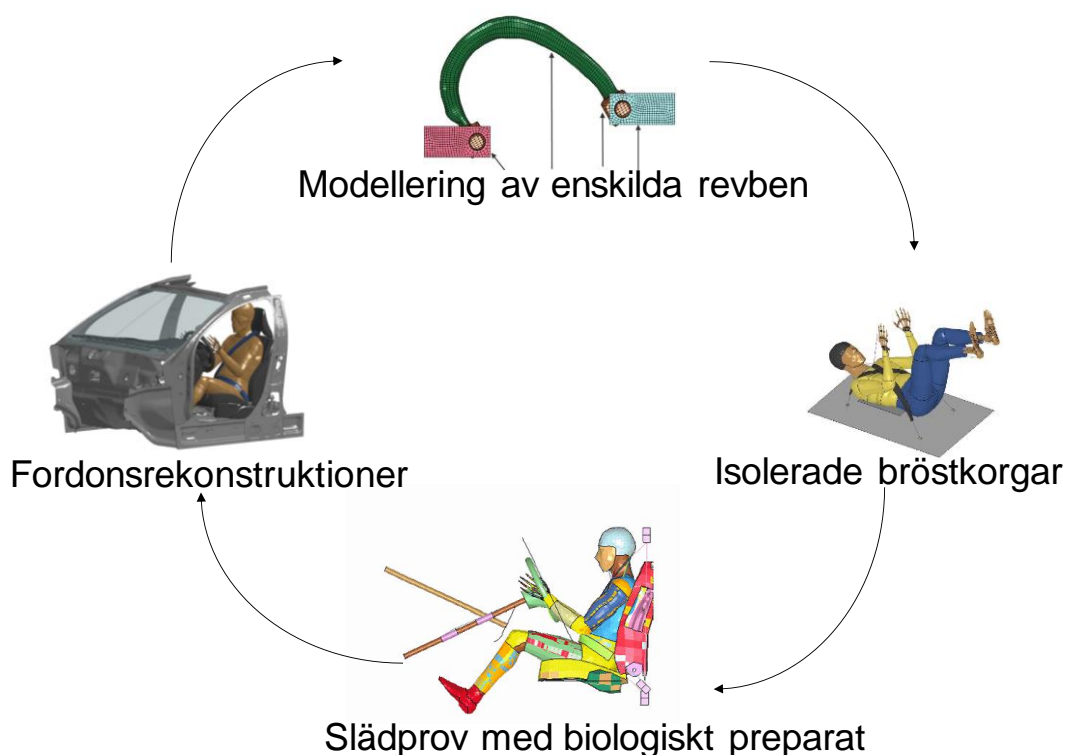 Modellering av enskilda revben
Fordonsrekonstruktioner
Isolerade bröstkorgar
Slädprov med biologiskt preparat